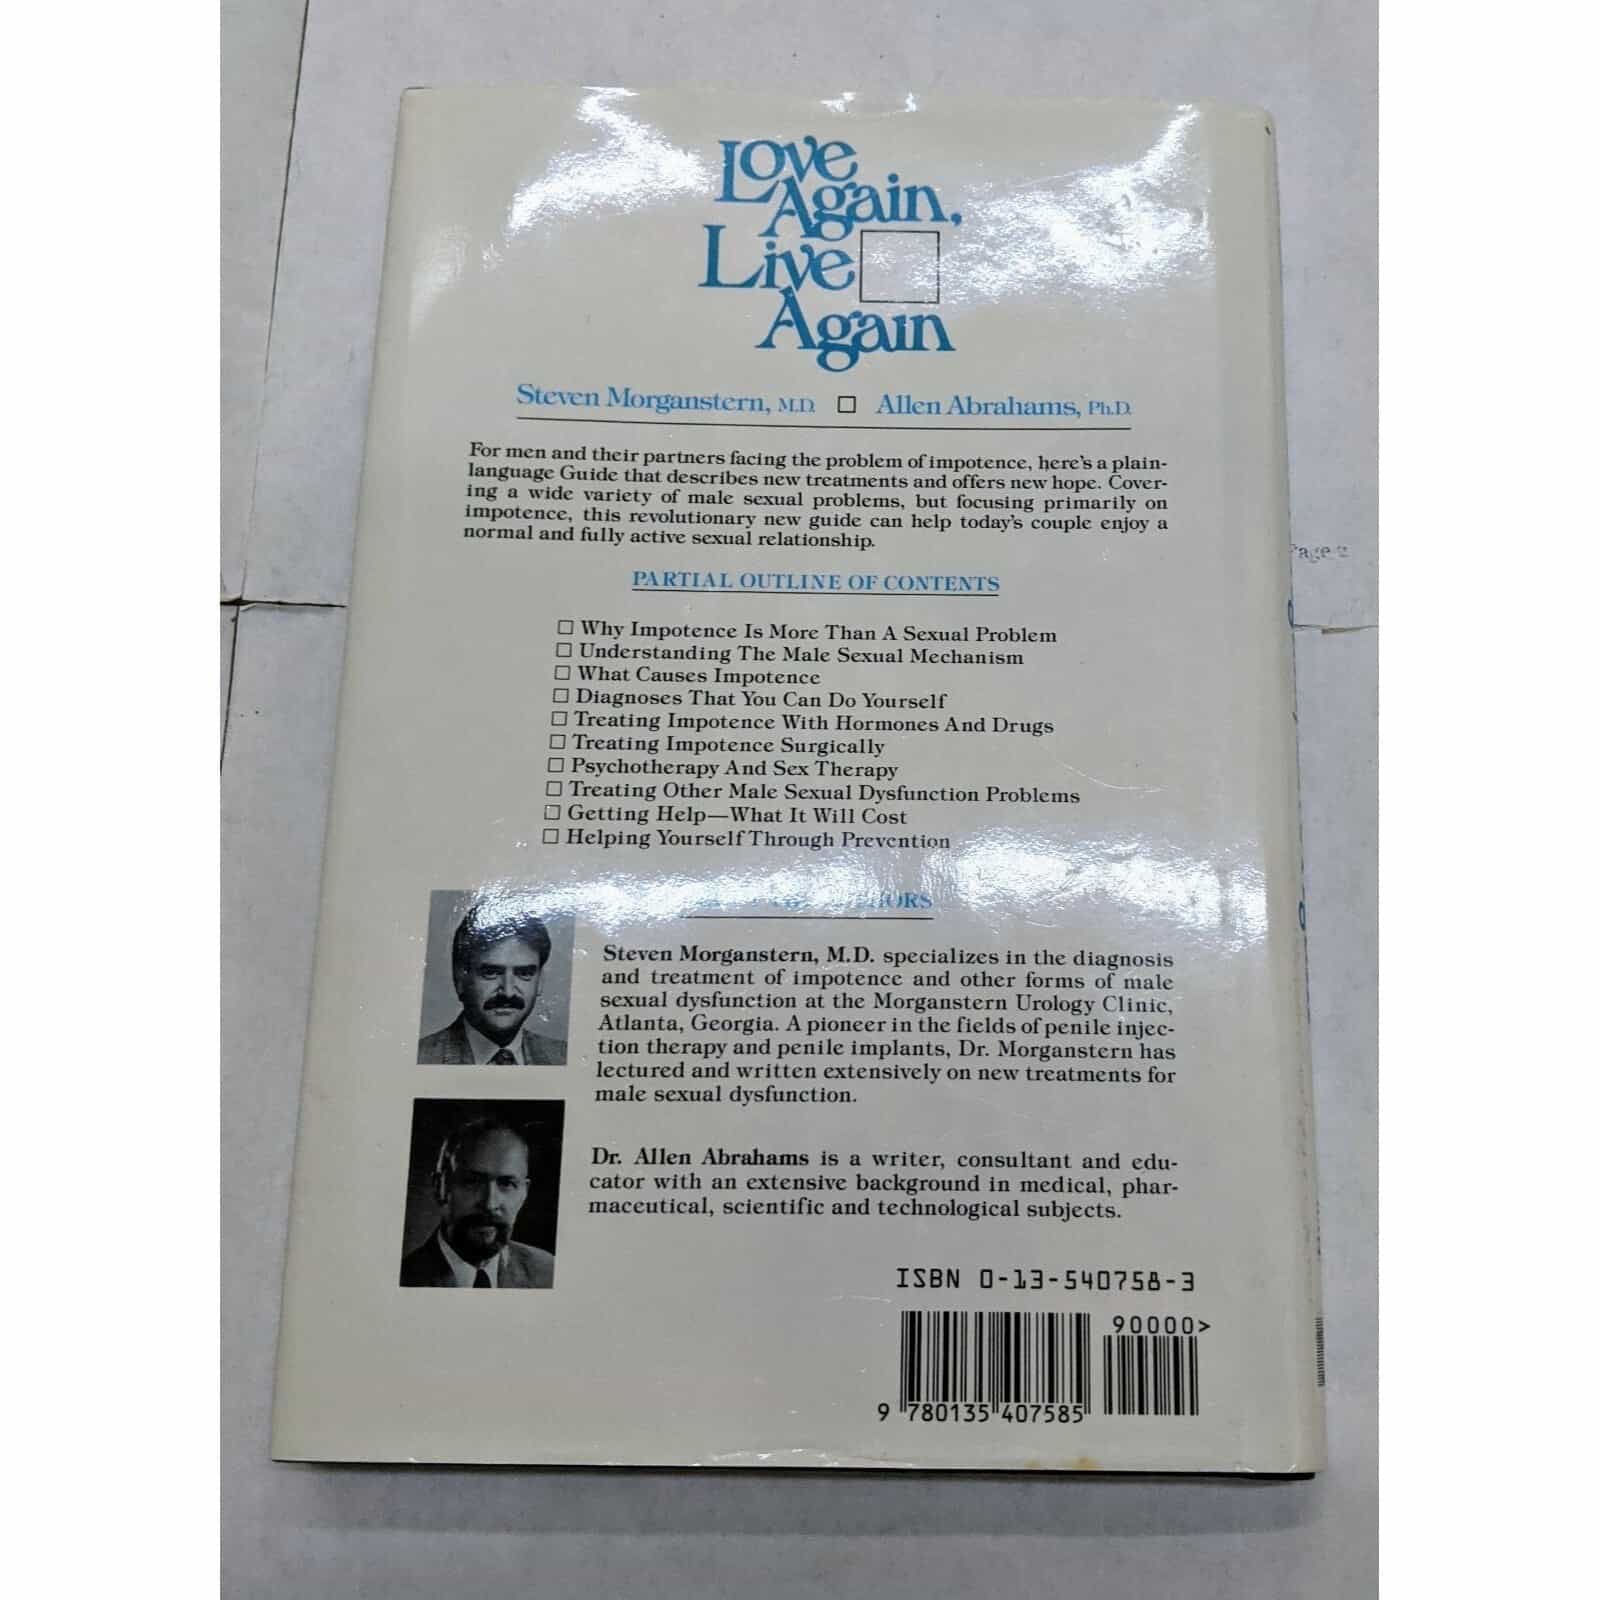 Love
Again,
Live
Again
Steven Morganstern, M.D. □ Allen Abrahams, Ph.D.
For men and their partners facing the problem of impotence, here's a plain-
language Guide that describes new treatments and offers new hope. Cover-
ing a wide variety of male sexual problems, but focusing primarily on
impotence, this revolutionary new guide can help today's couple enjoy a
normal and fully active sexual relationship.
PARTIAL OUTLINE OF CONTENTS
□ Why Impotence Is More Than A Sexual Problem
□ Understanding The Male Sexual Mechanism
□ What Causes Impotence
□ Diagnoses That You Can Do Yourself
□ Treating Impotence With Hormones And Drugs
□ Treating Impotence Surgically
□ Psychotherapy And Sex Therapy
□ Treating Other Male Sexual Dysfunction Problems
□ Getting Help—What It Will Cost
□ Helping Yourself Through Prevention
Steven Morganstern, M.D. specializes in the diagnosis
and treatment of impotence and other forms of male
sexual dysfunction at the Morganstern Urology Clinic,
Atlanta, Georgia. A pioneer in the fields of penile injec-
tion therapy and penile implants, Dr. Morganstern has
lectured and written extensively on new treatments for
male sexual dysfunction.
Dr. Allen Abrahams is a writer, consultant and edu-
cator with an extensive background in medical, phar-
maceutical, scientific and technological subjects.
ISBN 0-13-540758-3
90000>
9 780135 407585